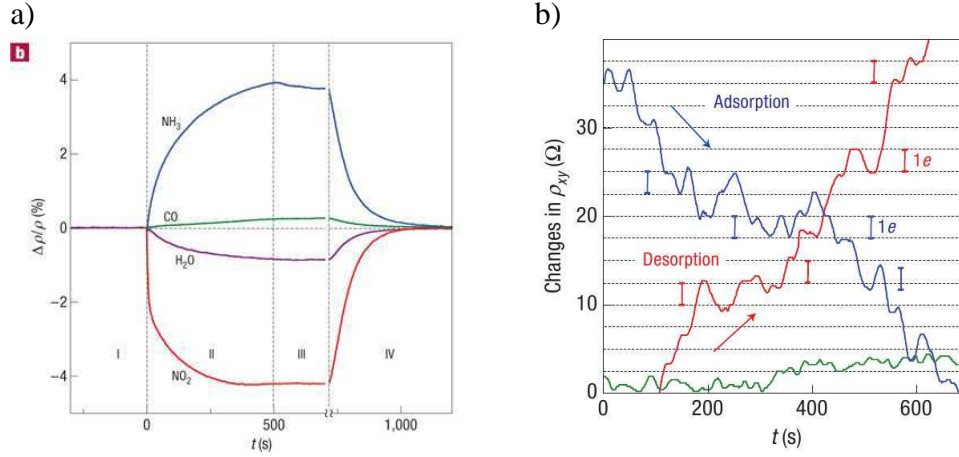 a)
b
4
2
0
−2
−4
Δρ/ρ (%)
NH₃
CO
H₂O
NO₂
I
II
III
IV
0
500
1,000
t (s)
b)
30
20
10
0
Changes in ρxy (Ω)
Adsorption
Desorption
1e
1e
0
200
400
600
t (s)